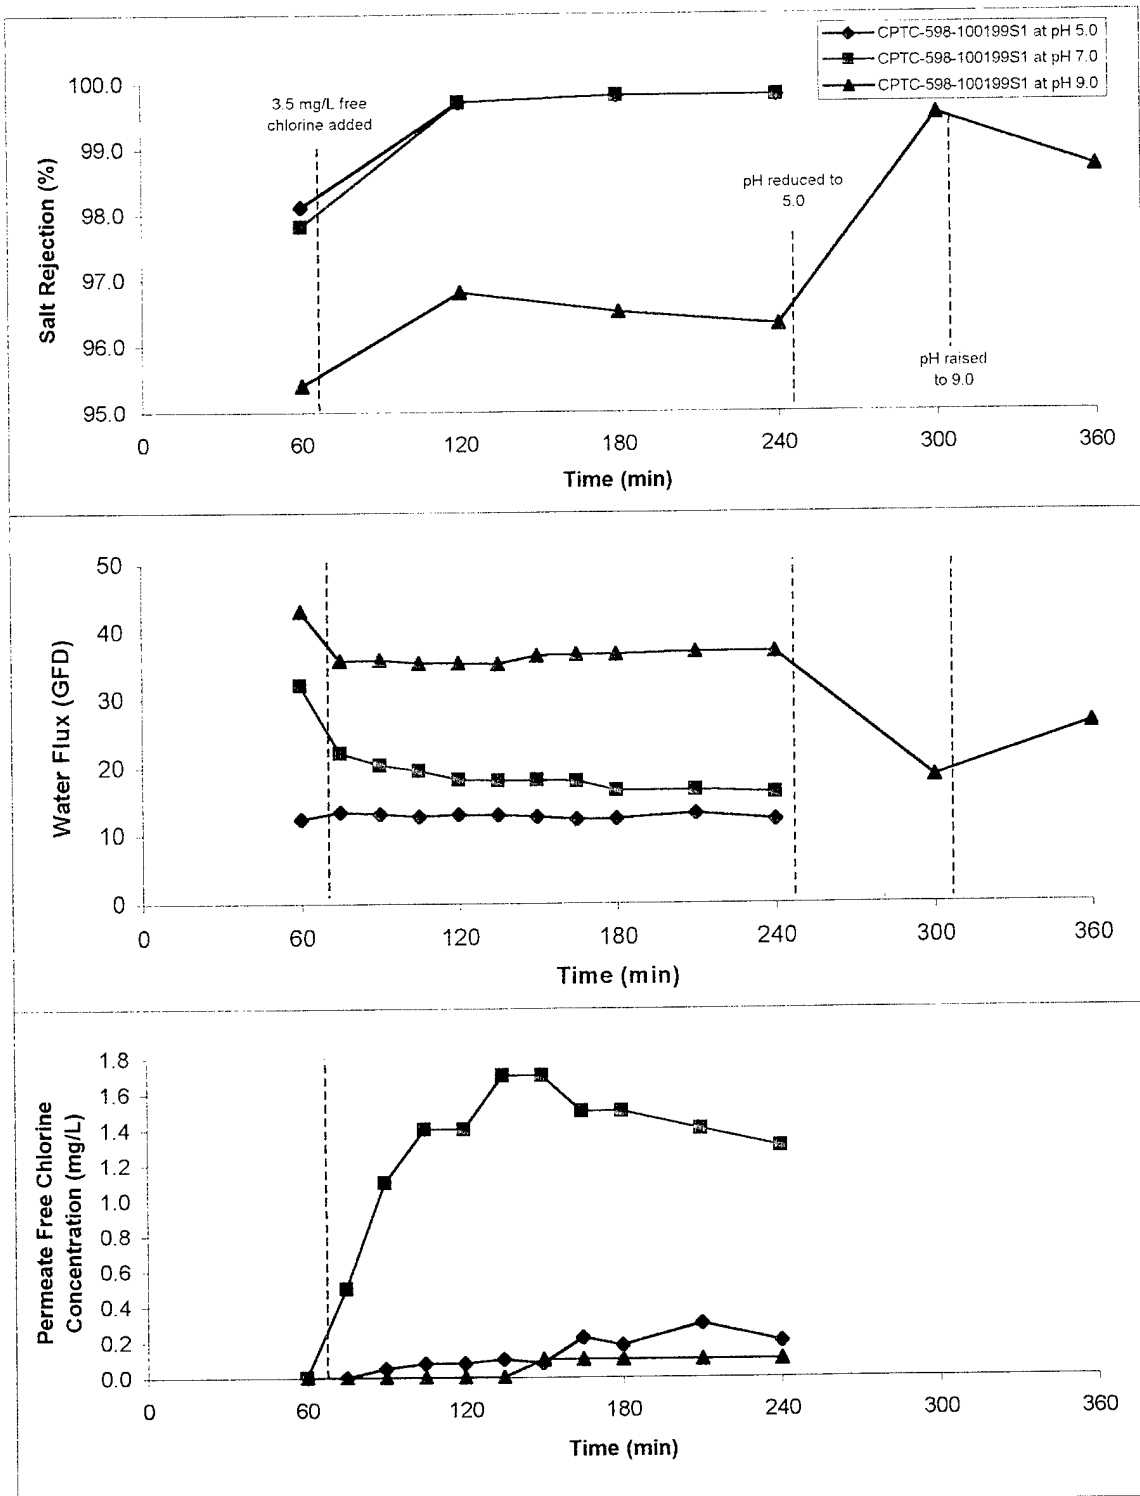 CPTC-598-100199S1 at pH 5.0
CPTC-598-100199S1 at pH 7.0
CPTC-598-100199S1 at pH 9.0
3.5 mg/L free
chlorine added
pH reduced to
5.0
pH raised
to 9.0
Salt Rejection (%)
100.0
99.0
98.0
97.0
96.0
95.0
0 60 120 180 240 300 360
Time (min)
Water Flux (GFD)
50
40
30
20
10
0
0 60 120 180 240 300 360
Time (min)
Permeate Free Chlorine
Concentration (mg/L)
1.8
1.6
1.4
1.2
1.0
0.8
0.6
0.4
0.2
0.0
0 60 120 180 240 300 360
Time (min)